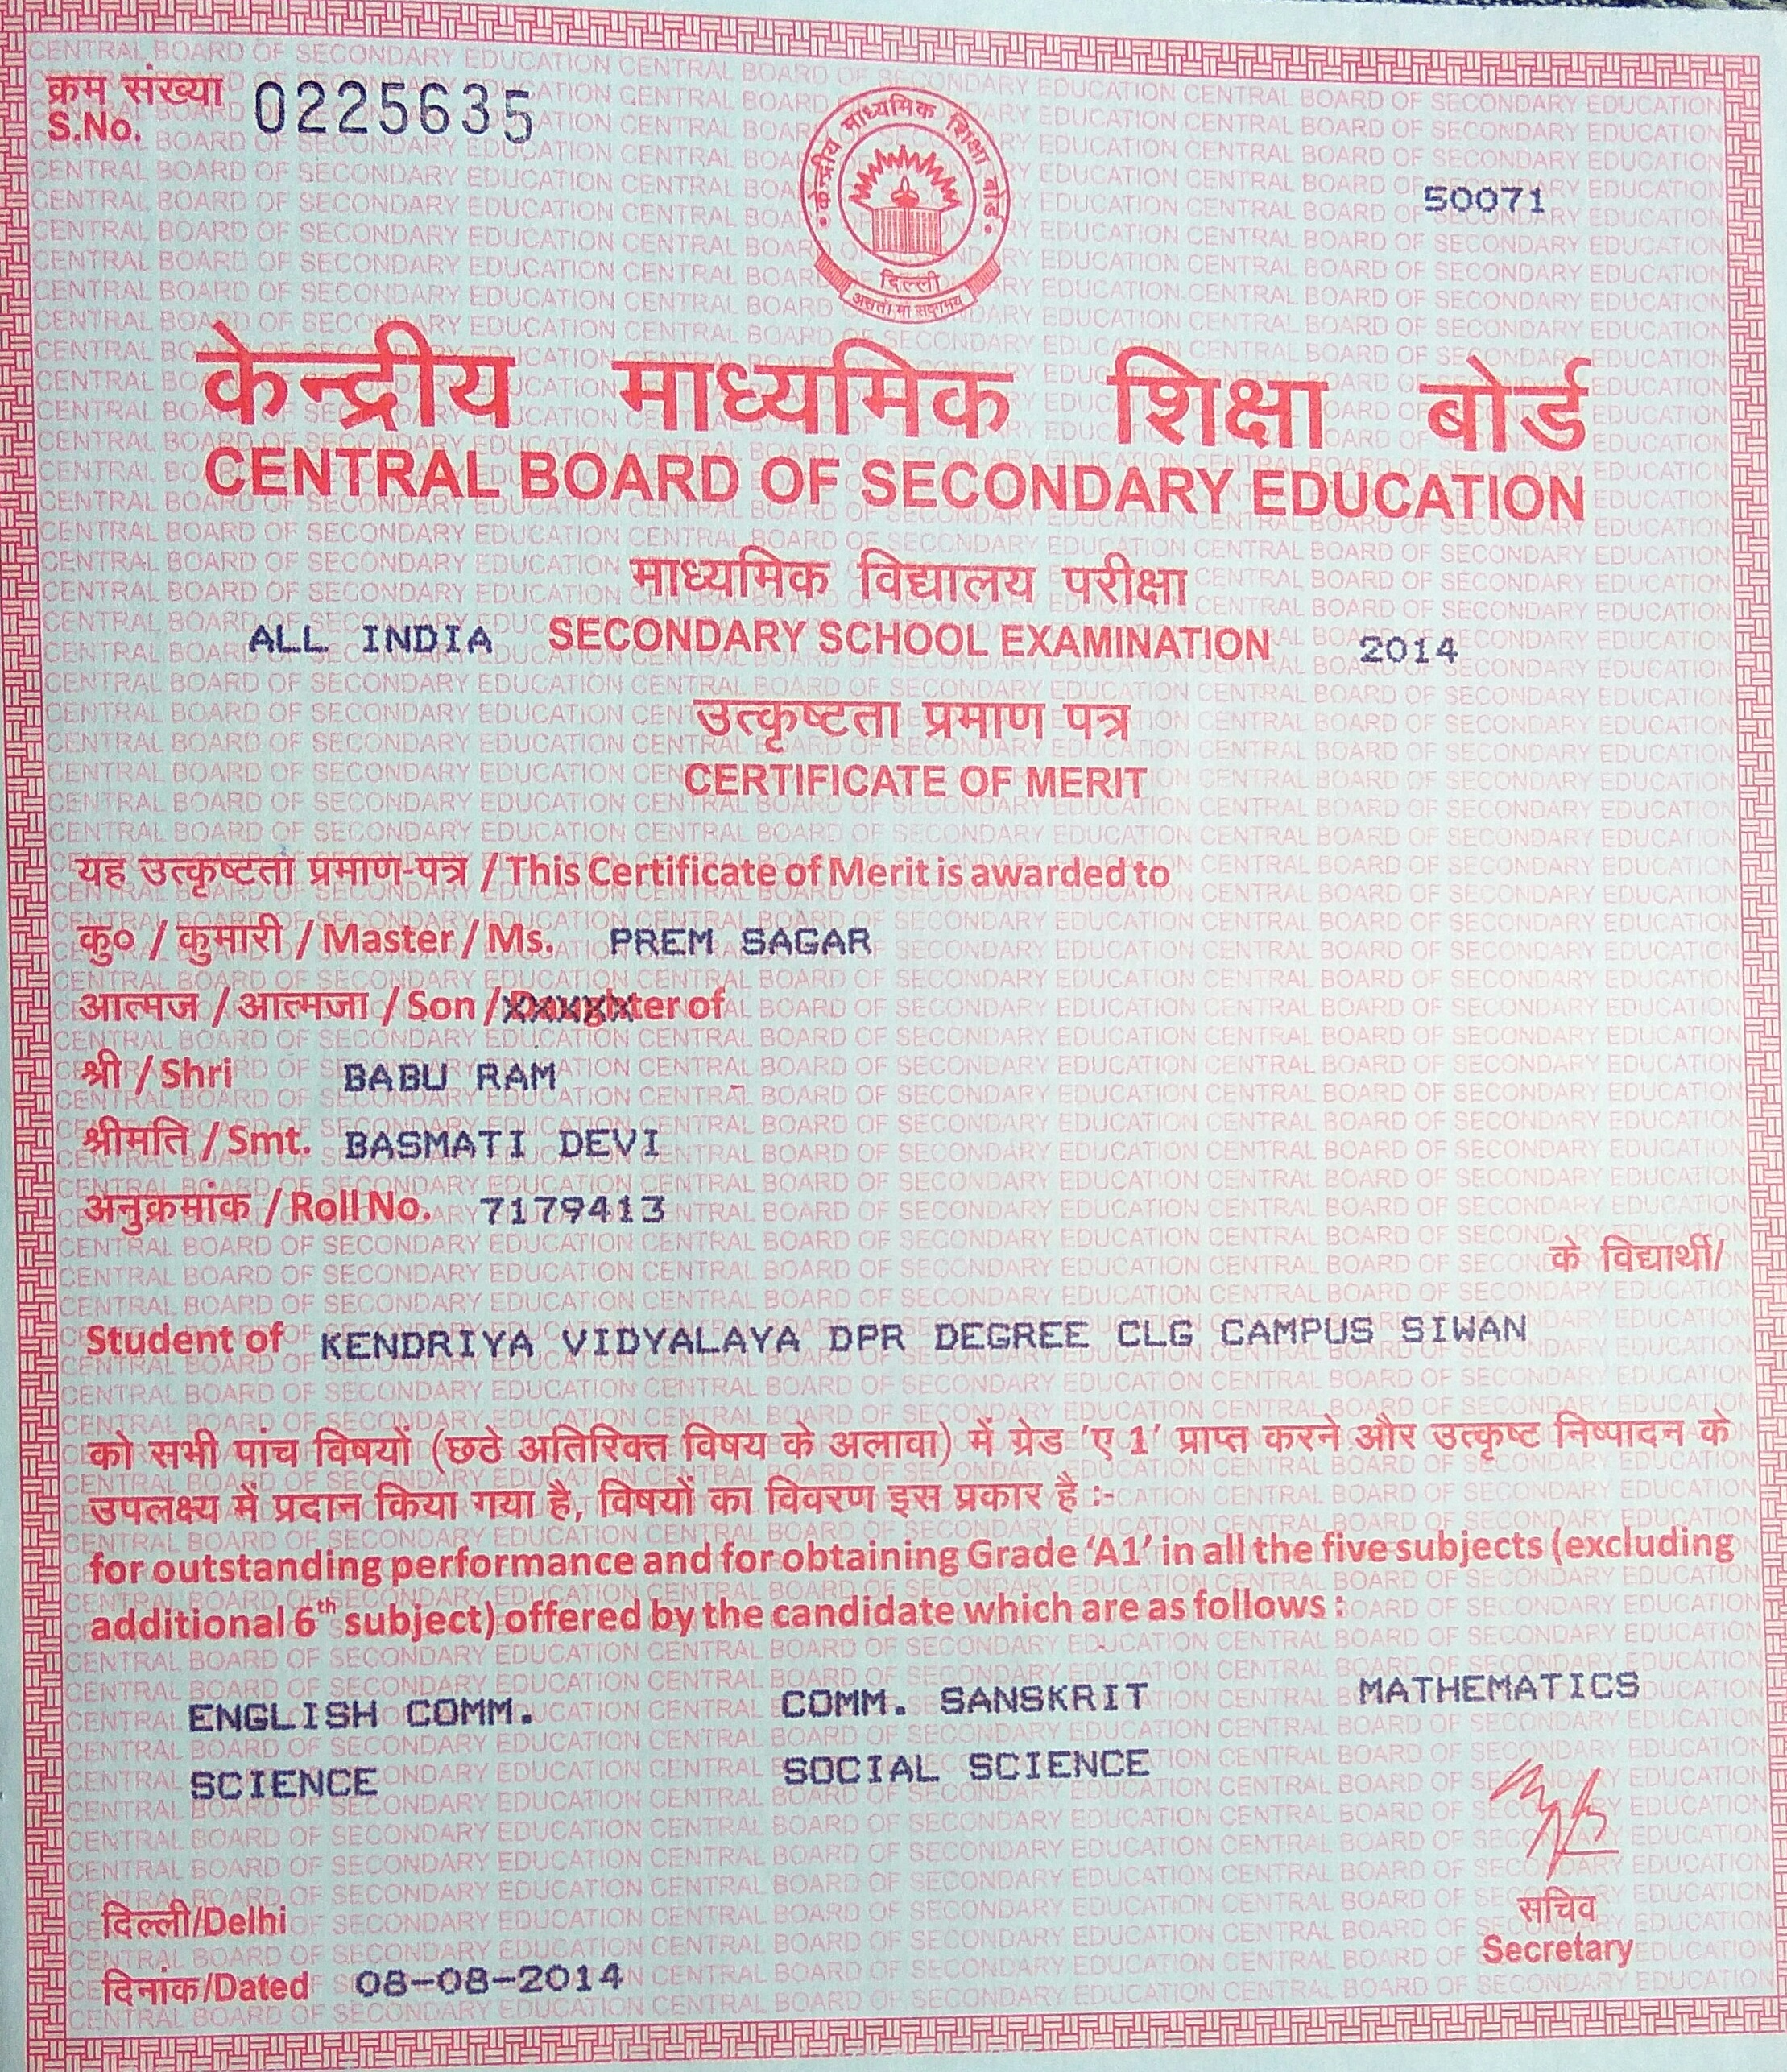 क्रम संख्या
S.No. 0225635
केन्द्रीय माध्यमिक शिक्षा बोर्ड
दिल्ली
असतो मा सद्गमय
50071
केन्द्रीय माध्यमिक शिक्षा बोर्ड
CENTRAL BOARD OF SECONDARY EDUCATION
माध्यमिक विद्यालय परीक्षा
ALL INDIA SECONDARY SCHOOL EXAMINATION 2014
उत्कृष्टता प्रमाण पत्र
CERTIFICATE OF MERIT
यह उत्कृष्टता प्रमाण-पत्र / This Certificate of Merit is awarded to
कु० / कुमारी / Master / Ms. PREM SAGAR
आत्मज / आत्मजा / Son / Daughter of
श्री / Shri BABU RAM
श्रीमति / Smt. BASMATI DEVI
अनुक्रमांक / Roll No. 7179413
के विद्यार्थी/
Student of KENDRIYA VIDYALAYA DPR DEGREE CLG CAMPUS SIWAN
को सभी पांच विषयों (छठे अतिरिक्त विषय के अलावा) में ग्रेड 'ए 1' प्राप्त करने और उत्कृष्ट निष्पादन के
उपलक्ष्य में प्रदान किया गया है, विषयों का विवरण इस प्रकार है :-
for outstanding performance and for obtaining Grade 'A1' in all the five subjects (excluding
additional 6th subject) offered by the candidate which are as follows :
ENGLISH COMM. COMM. SANSKRIT MATHEMATICS
SCIENCE SOCIAL SCIENCE
दिल्ली/Delhi
सचिव
Secretary
दिनांक/Dated 08-08-2014